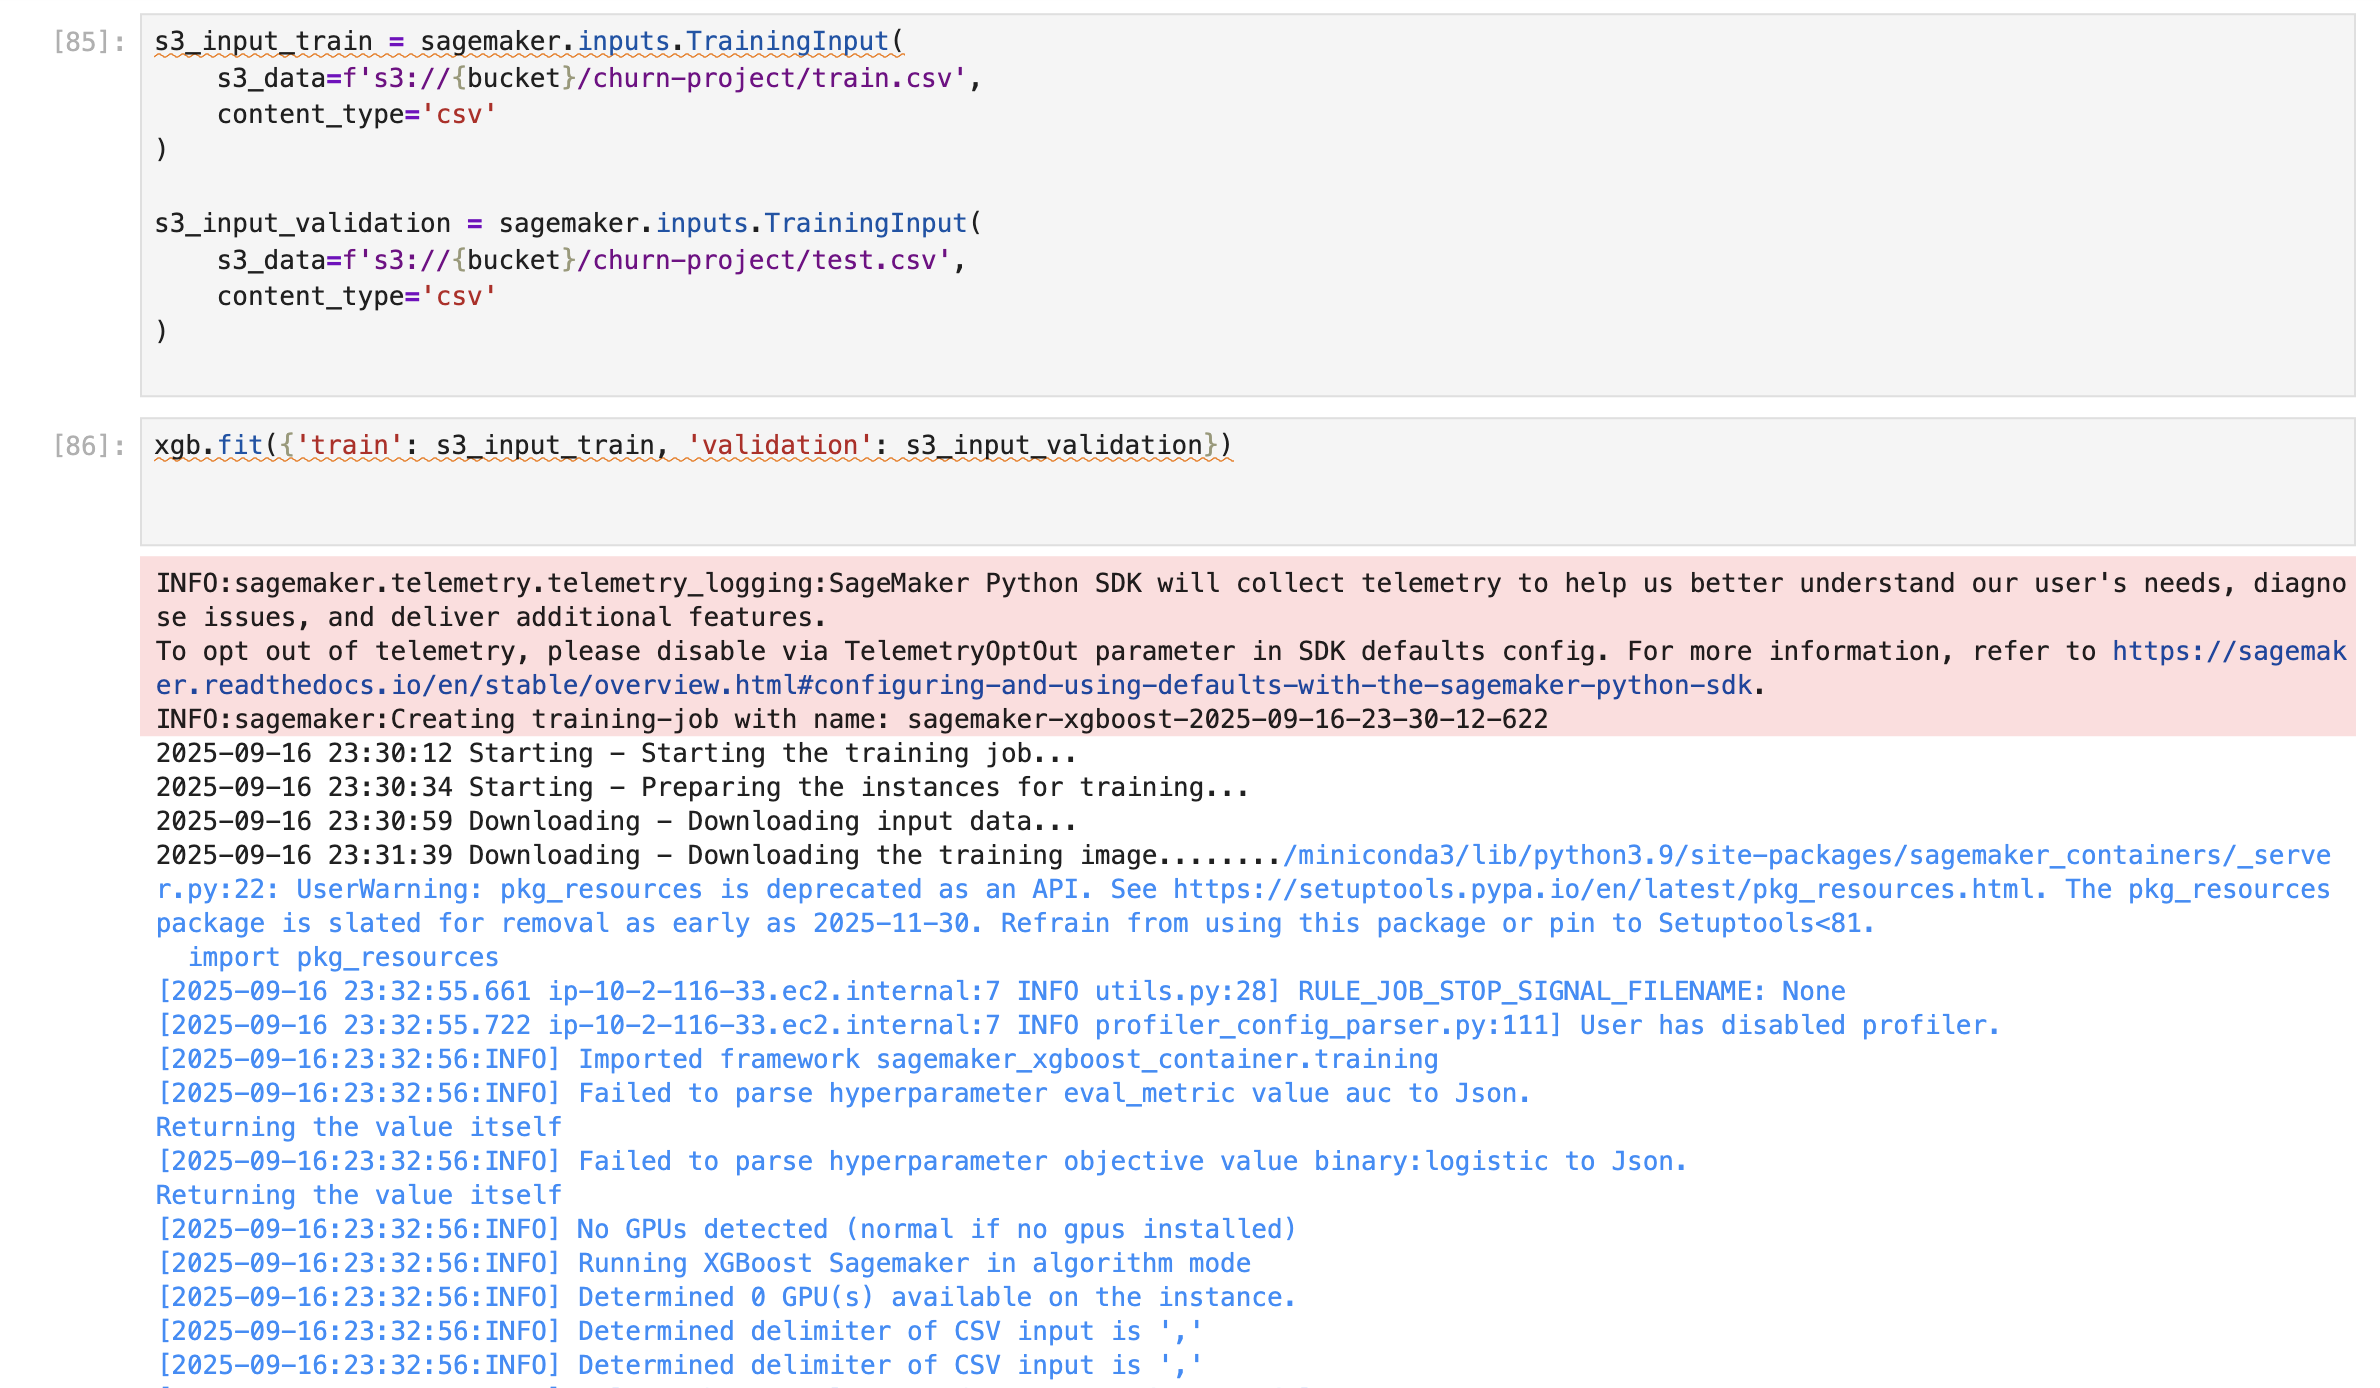 [85]:
s3_input_train = sagemaker.inputs.TrainingInput(
    s3_data=f's3://{bucket}/churn-project/train.csv',
    content_type='csv'
)

s3_input_validation = sagemaker.inputs.TrainingInput(
    s3_data=f's3://{bucket}/churn-project/test.csv',
    content_type='csv'
)
[86]:
xgb.fit({'train': s3_input_train, 'validation': s3_input_validation})
INFO:sagemaker.telemetry.telemetry_logging:SageMaker Python SDK will collect telemetry to help us better understand our user's needs, diagno
se issues, and deliver additional features.
To opt out of telemetry, please disable via TelemetryOptOut parameter in SDK defaults config. For more information, refer to https://sagemak
er.readthedocs.io/en/stable/overview.html#configuring-and-using-defaults-with-the-sagemaker-python-sdk.
INFO:sagemaker:Creating training-job with name: sagemaker-xgboost-2025-09-16-23-30-12-622
2025-09-16 23:30:12 Starting - Starting the training job...
2025-09-16 23:30:34 Starting - Preparing the instances for training...
2025-09-16 23:30:59 Downloading - Downloading input data...
2025-09-16 23:31:39 Downloading - Downloading the training image......../miniconda3/lib/python3.9/site-packages/sagemaker_containers/_serve
r.py:22: UserWarning: pkg_resources is deprecated as an API. See https://setuptools.pypa.io/en/latest/pkg_resources.html. The pkg_resources
package is slated for removal as early as 2025-11-30. Refrain from using this package or pin to Setuptools<81.
  import pkg_resources
[2025-09-16 23:32:55.661 ip-10-2-116-33.ec2.internal:7 INFO utils.py:28] RULE_JOB_STOP_SIGNAL_FILENAME: None
[2025-09-16 23:32:55.722 ip-10-2-116-33.ec2.internal:7 INFO profiler_config_parser.py:111] User has disabled profiler.
[2025-09-16:23:32:56:INFO] Imported framework sagemaker_xgboost_container.training
[2025-09-16:23:32:56:INFO] Failed to parse hyperparameter eval_metric value auc to Json.
Returning the value itself
[2025-09-16:23:32:56:INFO] Failed to parse hyperparameter objective value binary:logistic to Json.
Returning the value itself
[2025-09-16:23:32:56:INFO] No GPUs detected (normal if no gpus installed)
[2025-09-16:23:32:56:INFO] Running XGBoost Sagemaker in algorithm mode
[2025-09-16:23:32:56:INFO] Determined 0 GPU(s) available on the instance.
[2025-09-16:23:32:56:INFO] Determined delimiter of CSV input is ','
[2025-09-16:23:32:56:INFO] Determined delimiter of CSV input is ','